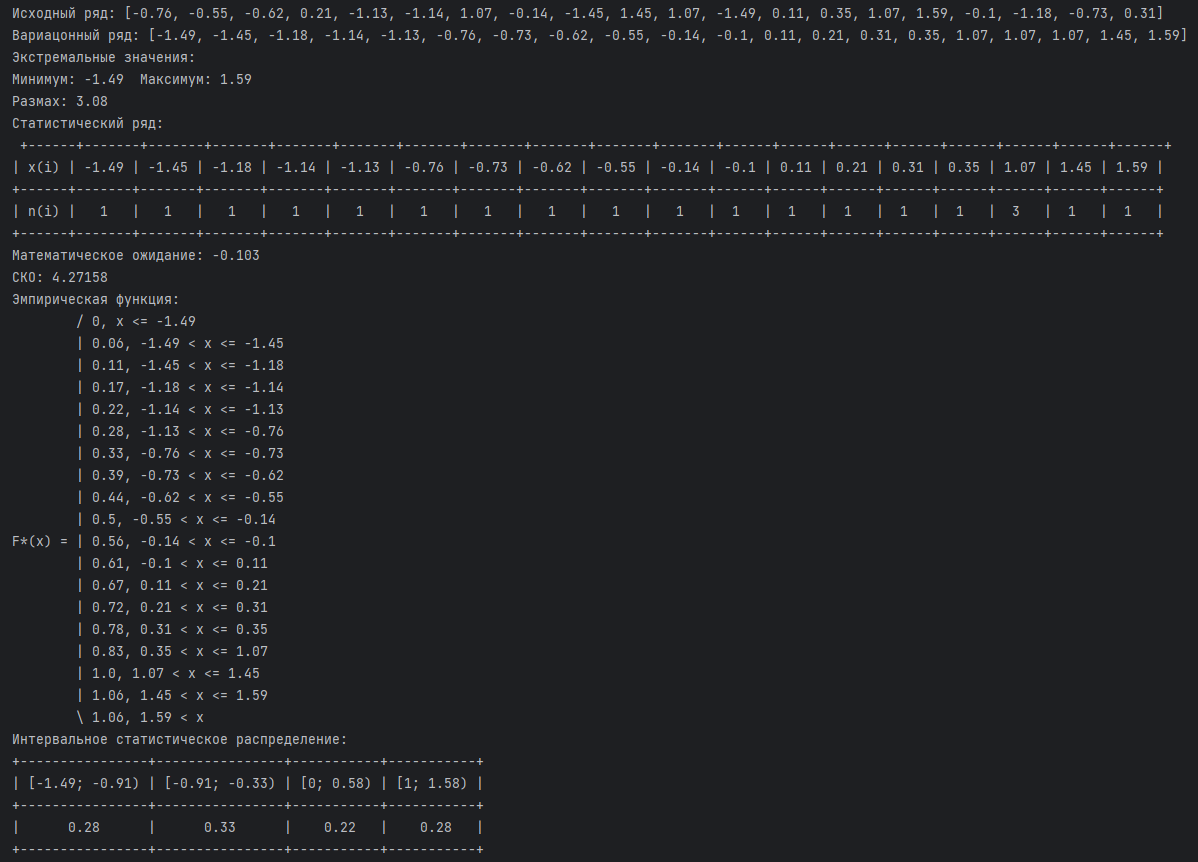 Исходный ряд: [-0.76, -0.55, -0.62, 0.21, -1.13, -1.14, 1.07, -0.14, -1.45, 1.45, 1.07, -1.49, 0.11, 0.35, 1.07, 1.59, -0.1, -1.18, -0.73, 0.31]
Вариацонный ряд: [-1.49, -1.45, -1.18, -1.14, -1.13, -0.76, -0.73, -0.62, -0.55, -0.14, -0.1, 0.11, 0.21, 0.31, 0.35, 1.07, 1.07, 1.07, 1.45, 1.59]
Экстремальные значения:
Минимум: -1.49  Максимум: 1.59
Размах: 3.08
Статистический ряд:
+------+-------+-------+-------+-------+-------+-------+-------+-------+-------+-------+------+------+------+------+------+------+------+------+
| x(i) | -1.49 | -1.45 | -1.18 | -1.14 | -1.13 | -0.76 | -0.73 | -0.62 | -0.55 | -0.14 | -0.1 | 0.11 | 0.21 | 0.31 | 0.35 | 1.07 | 1.45 | 1.59 |
+------+-------+-------+-------+-------+-------+-------+-------+-------+-------+-------+------+------+------+------+------+------+------+------+
| n(i) |   1   |   1   |   1   |   1   |   1   |   1   |   1   |   1   |   1   |   1   |  1   |  1   |  1   |  1   |  1   |  3   |  1   |  1   |
+------+-------+-------+-------+-------+-------+-------+-------+-------+-------+-------+------+------+------+------+------+------+------+------+
Математическое ожидание: -0.103
СКО: 4.27158
Эмпирическая функция:
        / 0, x <= -1.49
        | 0.06, -1.49 < x <= -1.45
        | 0.11, -1.45 < x <= -1.18
        | 0.17, -1.18 < x <= -1.14
        | 0.22, -1.14 < x <= -1.13
        | 0.28, -1.13 < x <= -0.76
        | 0.33, -0.76 < x <= -0.73
        | 0.39, -0.73 < x <= -0.62
        | 0.44, -0.62 < x <= -0.55
        | 0.5, -0.55 < x <= -0.14
F*(x) = | 0.56, -0.14 < x <= -0.1
        | 0.61, -0.1 < x <= 0.11
        | 0.67, 0.11 < x <= 0.21
        | 0.72, 0.21 < x <= 0.31
        | 0.78, 0.31 < x <= 0.35
        | 0.83, 0.35 < x <= 1.07
        | 1.0, 1.07 < x <= 1.45
        | 1.06, 1.45 < x <= 1.59
        \ 1.06, 1.59 < x
Интервальное статистическое распределение:
+----------------+----------------+-----------+-----------+
| [-1.49; -0.91) | [-0.91; -0.33) | [0; 0.58) | [1; 1.58) |
+----------------+----------------+-----------+-----------+
|      0.28      |      0.33      |   0.22    |   0.28    |
+----------------+----------------+-----------+-----------+